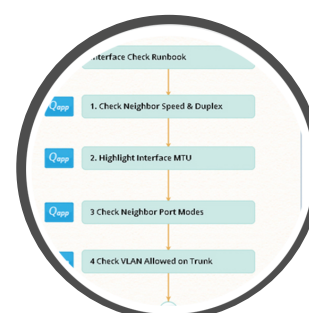 Interface Check Runbook
Qapp
1. Check Neighbor Speed & Duplex
Qapp
2. Highlight Interface MTU
Qapp
3 Check Neighbor Port Modes
4 Check VLAN Allowed on Trunk